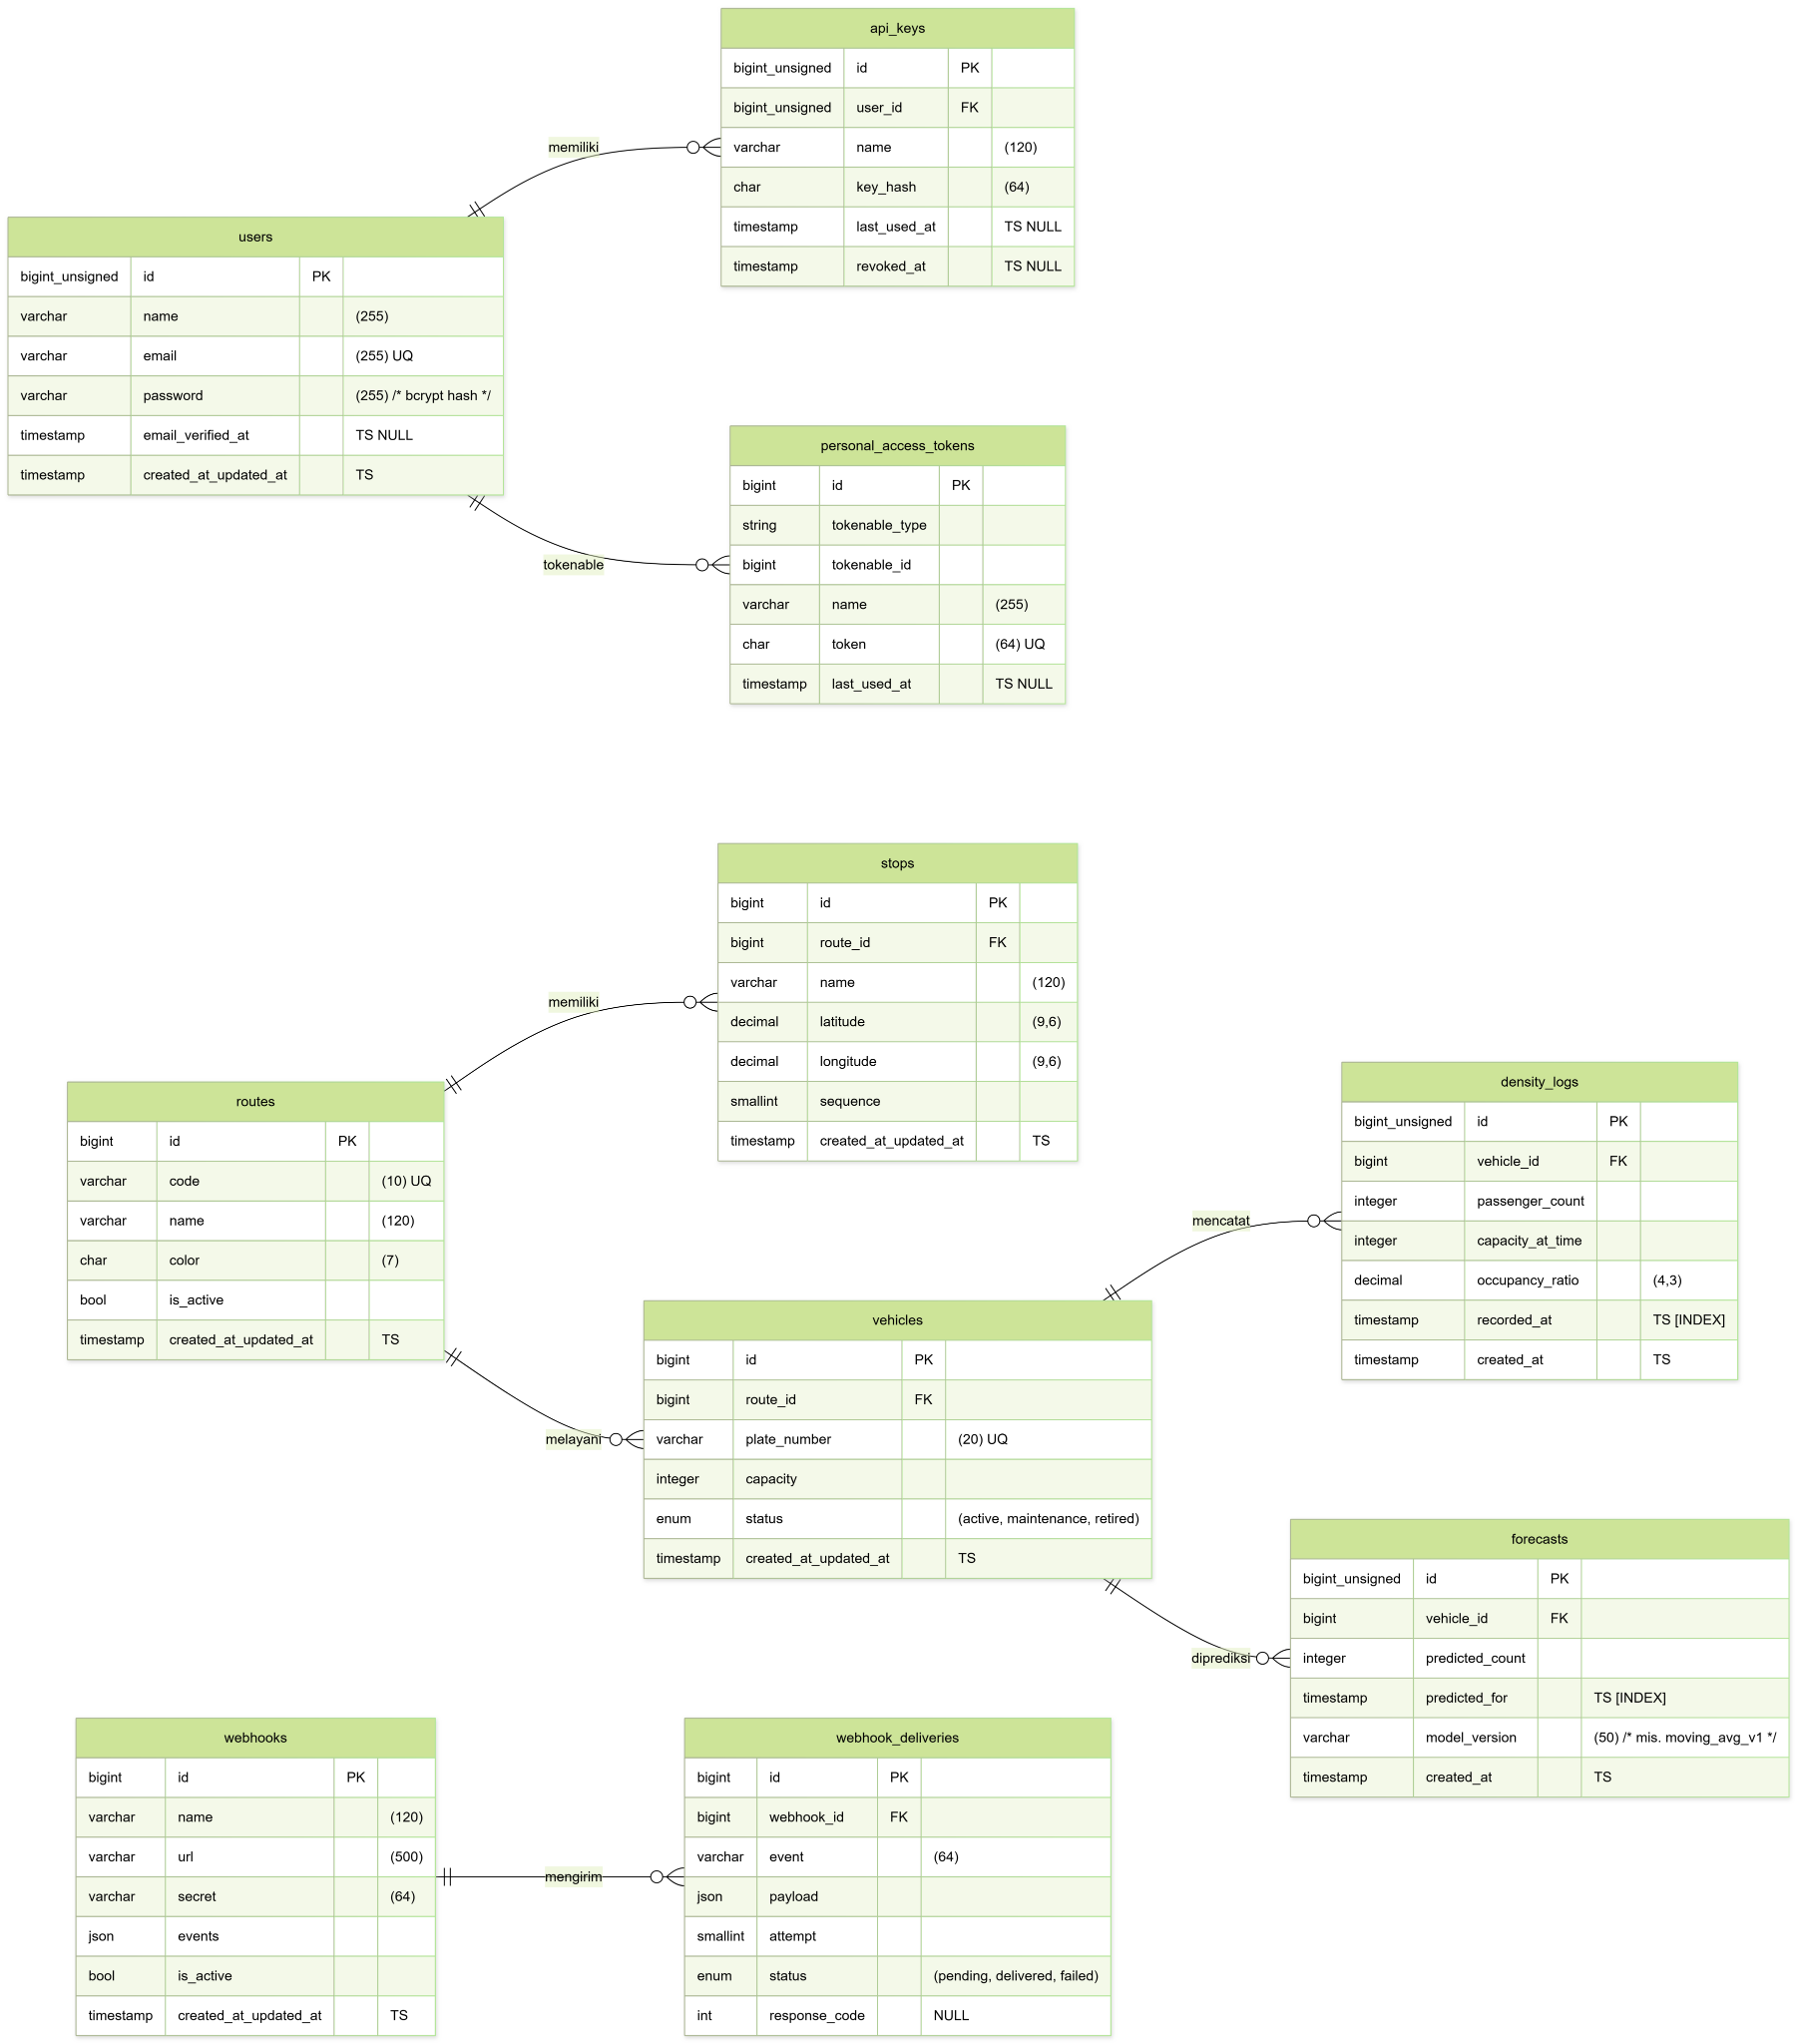 api_keys
bigint_unsigned id PK
bigint_unsigned user_id FK
varchar name (120)
char key_hash (64)
timestamp last_used_at TS NULL
timestamp revoked_at TS NULL
memiliki
users
bigint_unsigned id PK
varchar name (255)
varchar email (255) UQ
varchar password (255) /* bcrypt hash */
timestamp email_verified_at TS NULL
timestamp created_at_updated_at TS
tokenable
personal_access_tokens
bigint id PK
string tokenable_type
bigint tokenable_id
varchar name (255)
char token (64) UQ
timestamp last_used_at TS NULL
stops
bigint id PK
bigint route_id FK
varchar name (120)
decimal latitude (9,6)
decimal longitude (9,6)
smallint sequence
timestamp created_at_updated_at TS
memiliki
routes
bigint id PK
varchar code (10) UQ
varchar name (120)
char color (7)
bool is_active
timestamp created_at_updated_at TS
melayani
density_logs
bigint_unsigned id PK
bigint vehicle_id FK
integer passenger_count
integer capacity_at_time
decimal occupancy_ratio (4,3)
timestamp recorded_at TS [INDEX]
timestamp created_at TS
mencatat
vehicles
bigint id PK
bigint route_id FK
varchar plate_number (20) UQ
integer capacity
enum status (active, maintenance, retired)
timestamp created_at_updated_at TS
diprediksi
forecasts
bigint_unsigned id PK
bigint vehicle_id FK
integer predicted_count
timestamp predicted_for TS [INDEX]
varchar model_version (50) /* mis. moving_avg_v1 */
timestamp created_at TS
webhooks
bigint id PK
varchar name (120)
varchar url (500)
varchar secret (64)
json events
bool is_active
timestamp created_at_updated_at TS
mengirim
webhook_deliveries
bigint id PK
bigint webhook_id FK
varchar event (64)
json payload
smallint attempt
enum status (pending, delivered, failed)
int response_code NULL